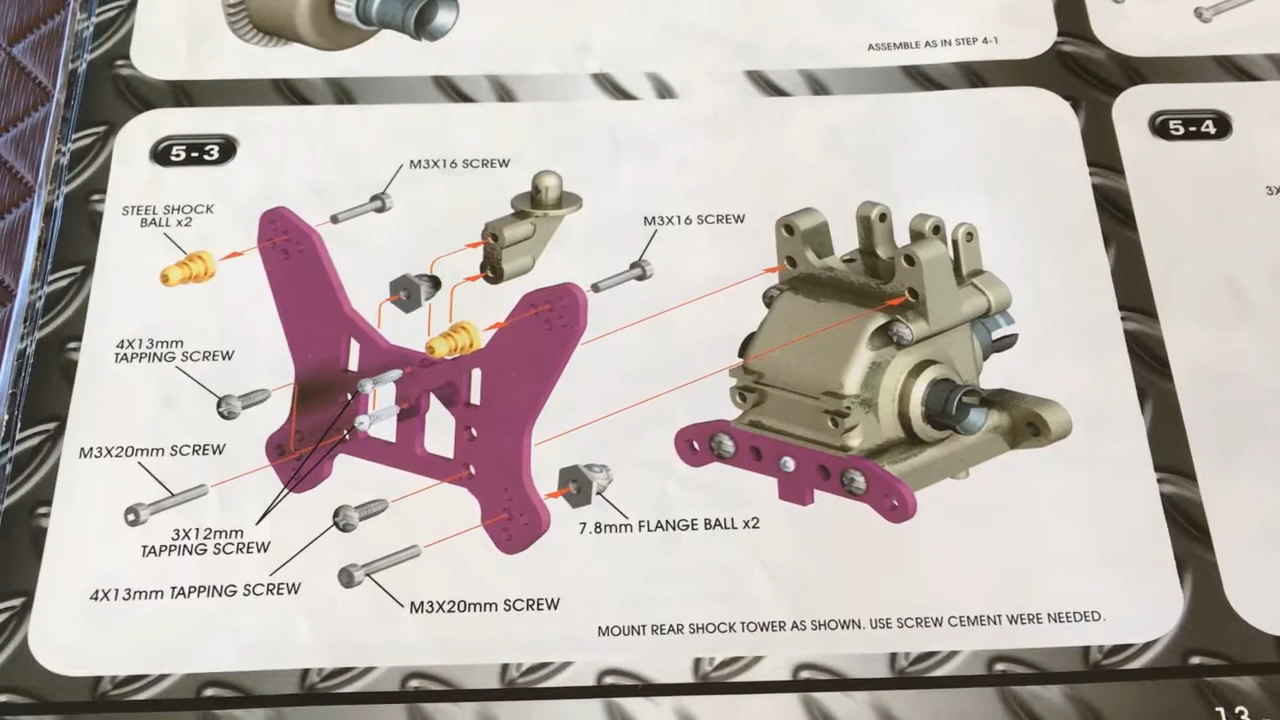 ASSEMBLE AS IN STEP 4-1
5-3
M3X16 SCREW
STEEL SHOCK
BALL x2
M3X16 SCREW
4X13mm
TAPPING SCREW
M3X20mm SCREW
3X12mm
TAPPING SCREW
7.8mm FLANGE BALL x2
4X13mm TAPPING SCREW
M3X20mm SCREW
MOUNT REAR SHOCK TOWER AS SHOWN. USE SCREW CEMENT WERE NEEDED.
5-4
3X
13